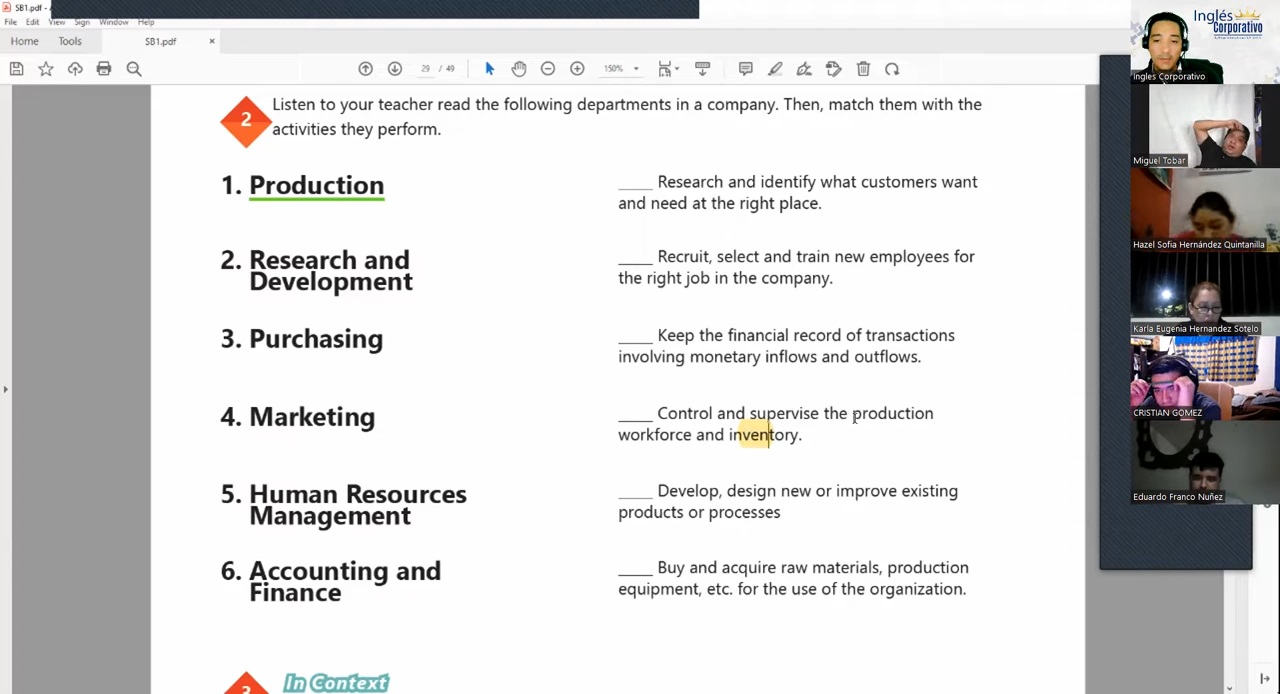 SB1.pdf - A
File Edit View Sign Window Help
Home Tools SB1.pdf ×
29 / 49 150%
2 Listen to your teacher read the following departments in a company. Then, match them with the
activities they perform.
1. Production
____ Research and identify what customers want
and need at the right place.
2. Research and
Development
____ Recruit, select and train new employees for
the right job in the company.
3. Purchasing
____ Keep the financial record of transactions
involving monetary inflows and outflows.
4. Marketing
____ Control and supervise the production
workforce and inventory.
5. Human Resources
Management
____ Develop, design new or improve existing
products or processes
6. Accounting and
Finance
____ Buy and acquire raw materials, production
equipment, etc. for the use of the organization.
3 In Context
Inglés
Corporativo
Ingles Corporativo
Miguel Tobar
Hazel Sofia Hernández Quintanilla
Karla Eugenia Hernandez Sotelo
CRISTIAN GOMEZ
Eduardo Franco Nuñez